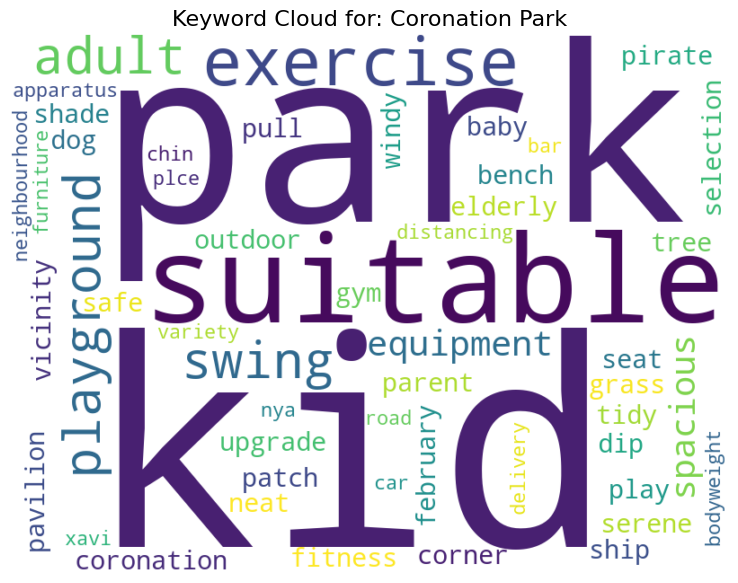 Keyword Cloud for: Coronation Park
adult
exercise
pirate
apparatus
park
kid
shade
dog
neighbourhood
furniture
chin
plce
pull
windy
baby
bar
bench
elderly
selection
outdoor
distancing
tree
suitable
gym
playground
vicinity
safe
variety
swing
equipment
seat
parent
grass
spacious
nya
road
tidy
upgrade
february
dip
patch
car
delivery
play
neat
serene
bodyweight
pavilion
xavi
coronation
fitness
corner
ship